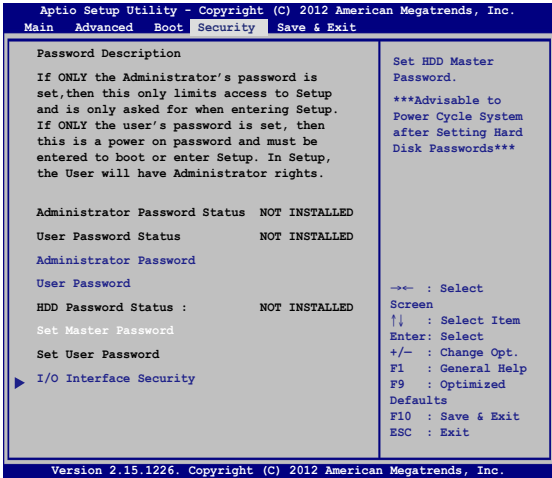 Aptio Setup Utility - Copyright (C) 2012 American Megatrends, Inc.
Main Advanced Boot Security Save & Exit
Password Description
If ONLY the Administrator's password is
set,then this only limits access to Setup
and is only asked for when entering Setup.
If ONLY the user's password is set, then
this is a power on password and must be
entered to boot or enter Setup. In Setup,
the User will have Administrator rights.
Administrator Password Status NOT INSTALLED
User Password Status NOT INSTALLED
Administrator Password
User Password
HDD Password Status : NOT INSTALLED
Set Master Password
Set User Password
I/O Interface Security
Set HDD Master
Password.
***Advisable to
Power Cycle System
after Setting Hard
Disk Passwords***
→← : Select
Screen
↑↓ : Select Item
Enter: Select
+/— : Change Opt.
F1 : General Help
F9 : Optimized
Defaults
F10 : Save & Exit
ESC : Exit
Version 2.15.1226. Copyright (C) 2012 American Megatrends, Inc.